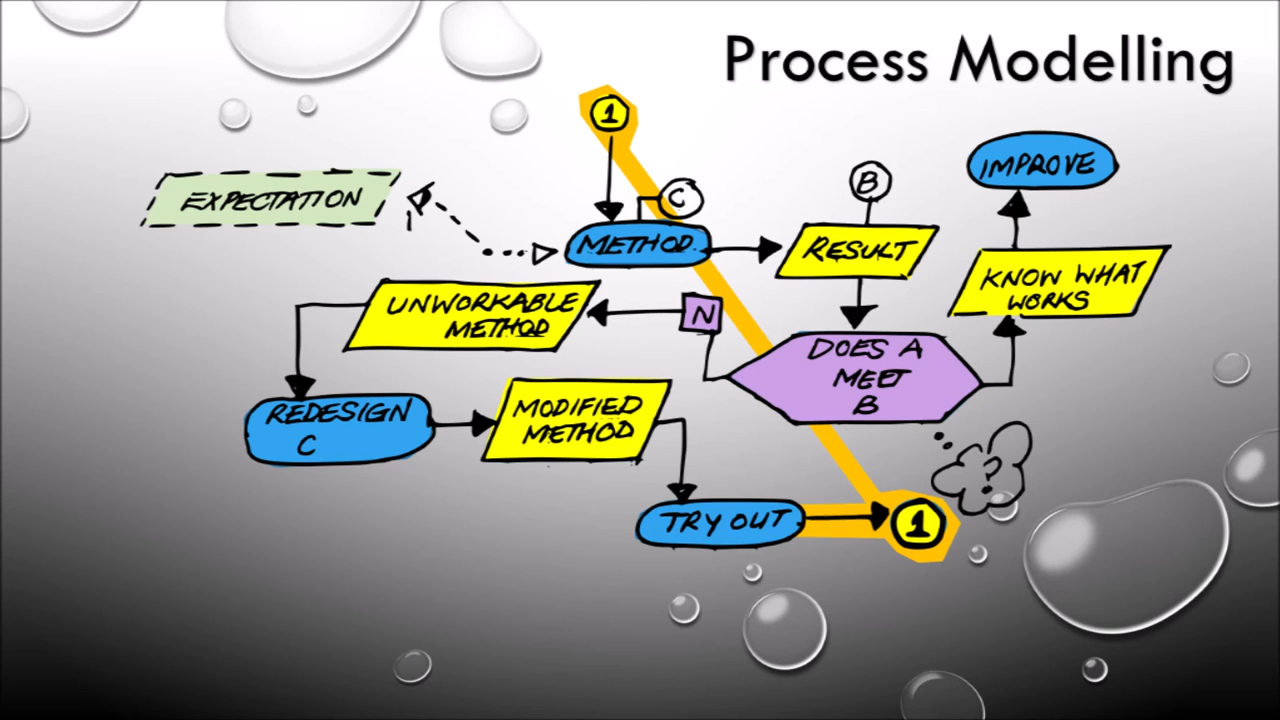 Process Modelling
1
IMPROVE
B
C
EXPECTATION
METHOD
RESULT
KNOW WHAT
WORKS
UNWORKABLE
METHOD
N
DOES A
MEET
B
REDESIGN
C
MODIFIED
METHOD
?
TRY OUT
1